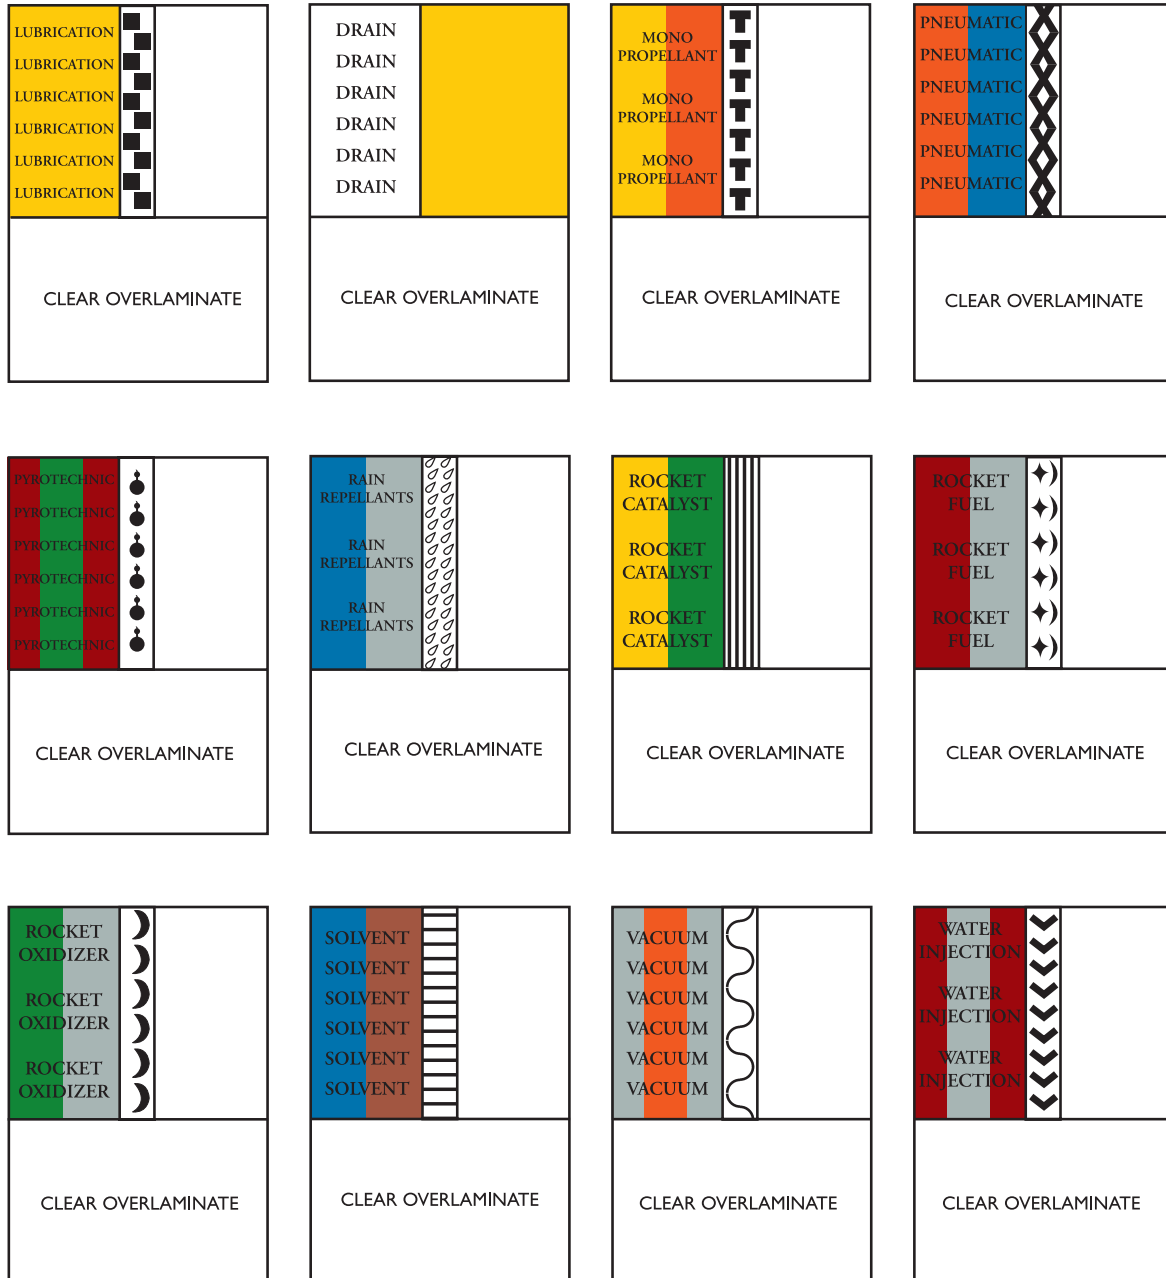 LUBRICATION
LUBRICATION
LUBRICATION
LUBRICATION
LUBRICATION
LUBRICATION
CLEAR OVERLAMINATE
DRAIN
DRAIN
DRAIN
DRAIN
DRAIN
DRAIN
CLEAR OVERLAMINATE
MONO
PROPELLANT
MONO
PROPELLANT
MONO
PROPELLANT
CLEAR OVERLAMINATE
PNEUMATIC
PNEUMATIC
PNEUMATIC
PNEUMATIC
PNEUMATIC
PNEUMATIC
CLEAR OVERLAMINATE
PYROTECHNIC
PYROTECHNIC
PYROTECHNIC
PYROTECHNIC
PYROTECHNIC
PYROTECHNIC
CLEAR OVERLAMINATE
RAIN
REPELLANTS
RAIN
REPELLANTS
RAIN
REPELLANTS
CLEAR OVERLAMINATE
ROCKET
CATALYST
ROCKET
CATALYST
ROCKET
CATALYST
CLEAR OVERLAMINATE
ROCKET
FUEL
ROCKET
FUEL
ROCKET
FUEL
CLEAR OVERLAMINATE
ROCKET
OXIDIZER
ROCKET
OXIDIZER
ROCKET
OXIDIZER
CLEAR OVERLAMINATE
SOLVENT
SOLVENT
SOLVENT
SOLVENT
SOLVENT
SOLVENT
CLEAR OVERLAMINATE
VACUUM
VACUUM
VACUUM
VACUUM
VACUUM
VACUUM
CLEAR OVERLAMINATE
WATER
INJECTION
WATER
INJECTION
WATER
INJECTION
CLEAR OVERLAMINATE